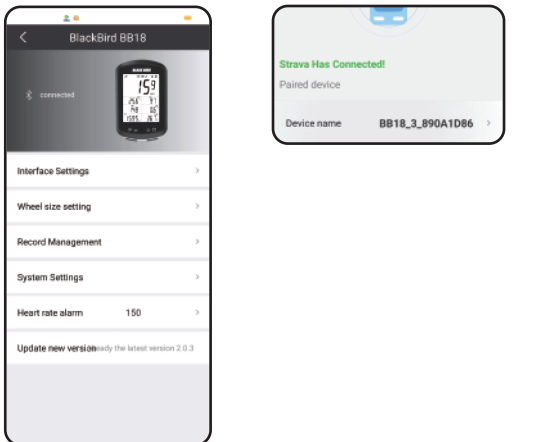 BlackBird BB18
connected
Interface Settings
Wheel size setting
Record Management
System Settings
Heart rate alarm 150
Update new version
ready the latest version 2.0.3
Strava Has Connected!
Paired device
Device name BB18_3_890A1D86